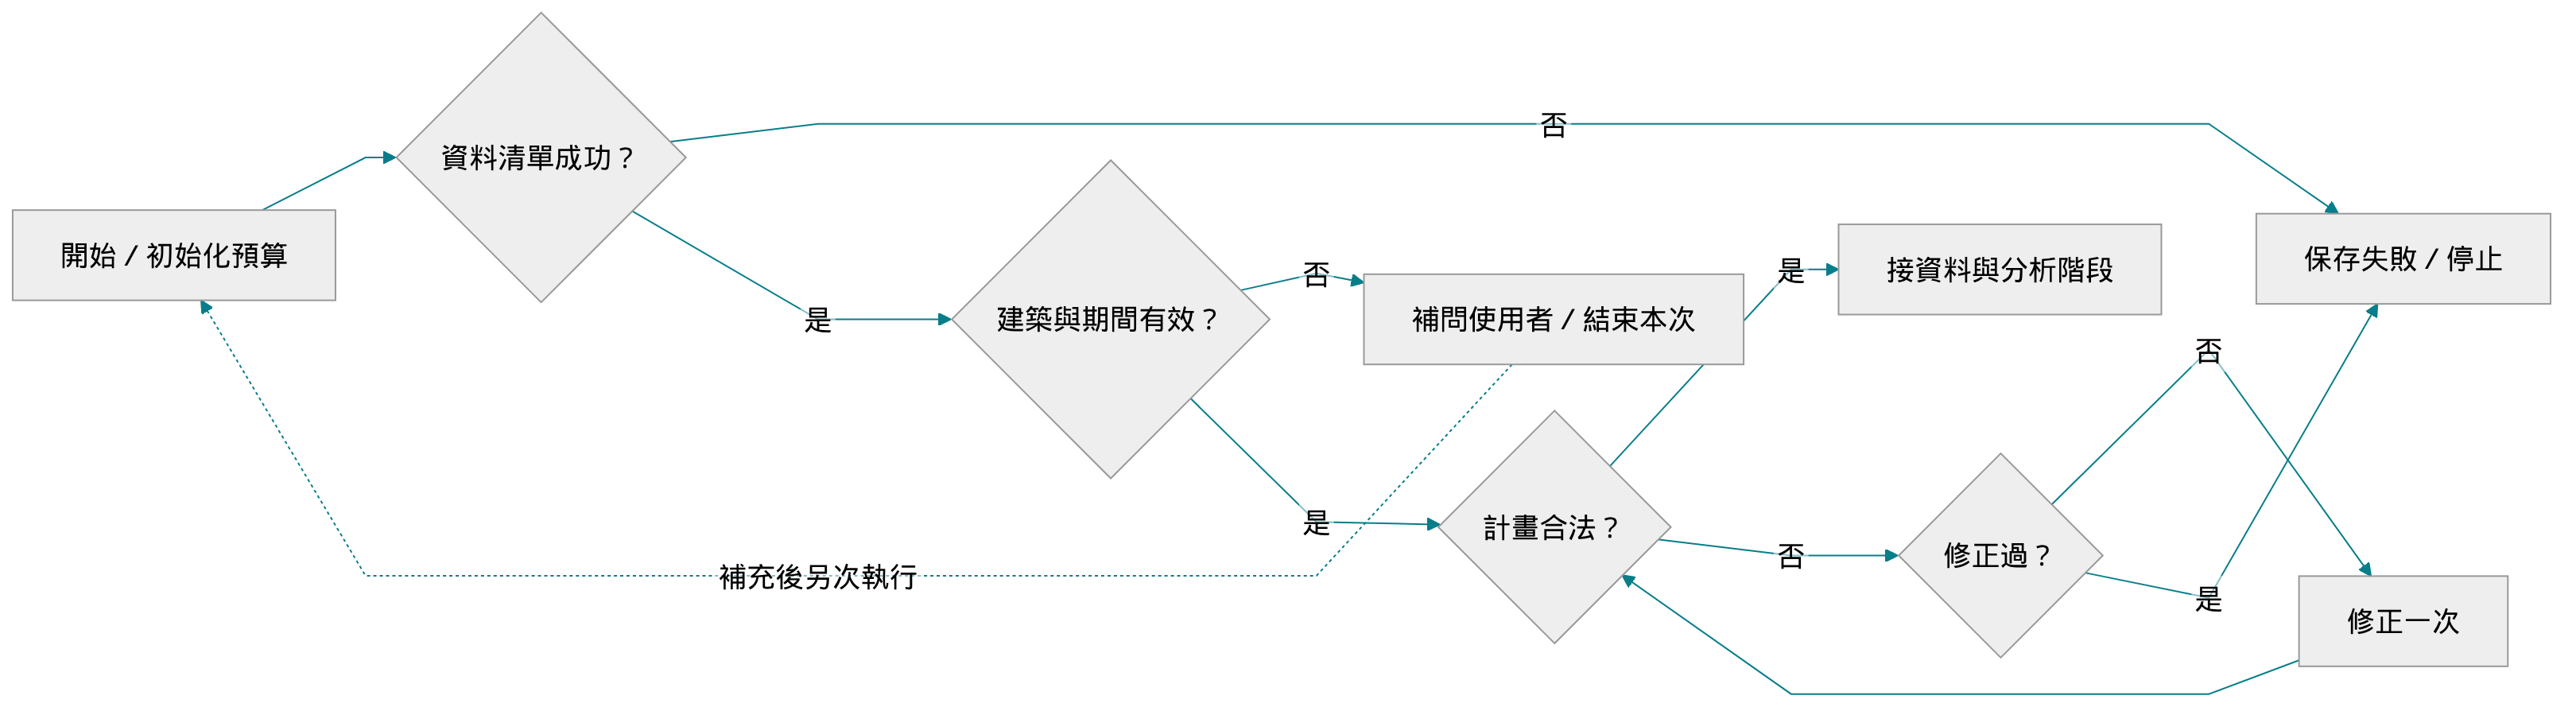 資料清單成功？
否
開始 / 初始化預算
是
建築與期間有效？
否
補問使用者 / 結束本次
是
接資料與分析階段
保存失敗 / 停止
是
計畫合法？
否
修正過？
否
是
修正一次
補充後另次執行